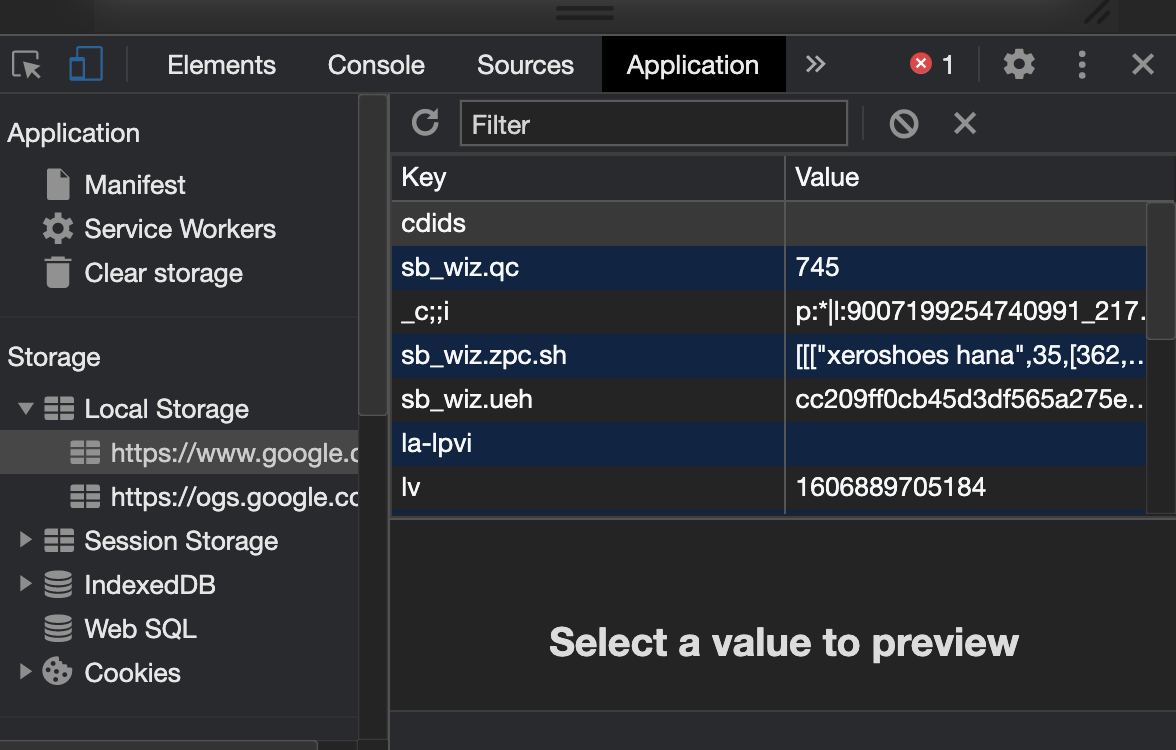 Elements Console Sources Application 1
Application
Manifest
Service Workers
Clear storage
Storage
Local Storage
https://www.google.c
https://ogs.google.co
Session Storage
IndexedDB
Web SQL
Cookies
Filter
Key Value
cdids
sb_wiz.qc 745
_c;;i p:*|l:9007199254740991_217.
sb_wiz.zpc.sh [[["xeroshoes hana",35,[362,..
sb_wiz.ueh cc209ff0cb45d3df565a275e..
la-lpvi
lv 1606889705184
Select a value to preview